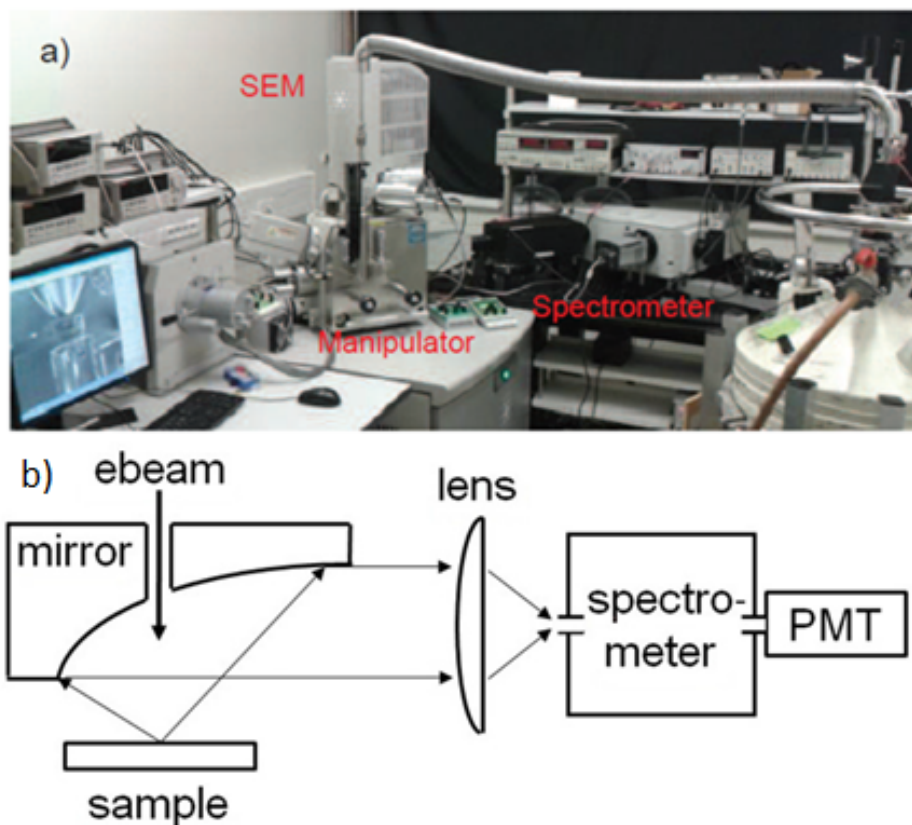 a)
SEM
Spectrometer
Manipulator
b)
ebeam
lens
mirror
spectro-
meter
PMT
sample